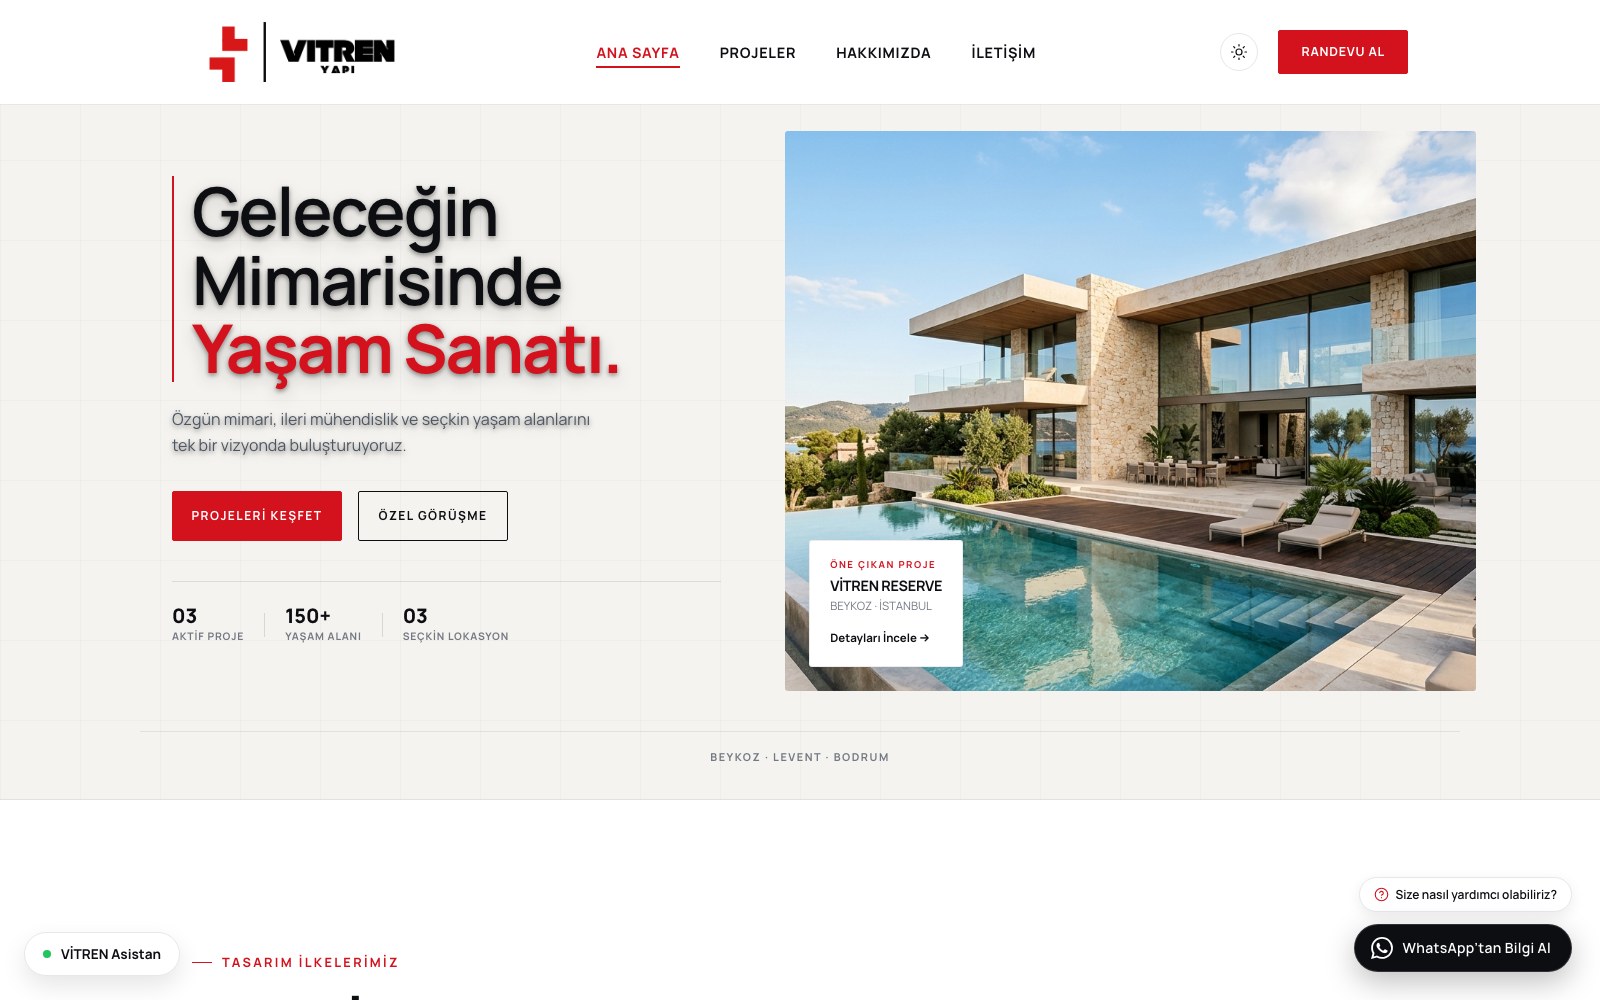 VITREN
YAPI
ANA SAYFA
PROJELER
HAKKIMIZDA
İLETİŞİM
RANDEVU AL
Geleceğin
Mimarisinde
Yaşam Sanatı.
Özgün mimari, ileri mühendislik ve seçkin yaşam alanlarını
tek bir vizyonda buluşturuyoruz.
PROJELERİ KEŞFET
ÖZEL GÖRÜŞME
03
AKTİF PROJE
150+
YAŞAM ALANI
03
SEÇKİN LOKASYON
ÖNE ÇIKAN PROJE
VİTREN RESERVE
BEYKOZ · İSTANBUL
Detayları İncele →
BEYKOZ · LEVENT · BODRUM
Size nasıl yardımcı olabiliriz?
WhatsApp'tan Bilgi Al
VİTREN Asistan
TASARIM İLKELERİMİZ